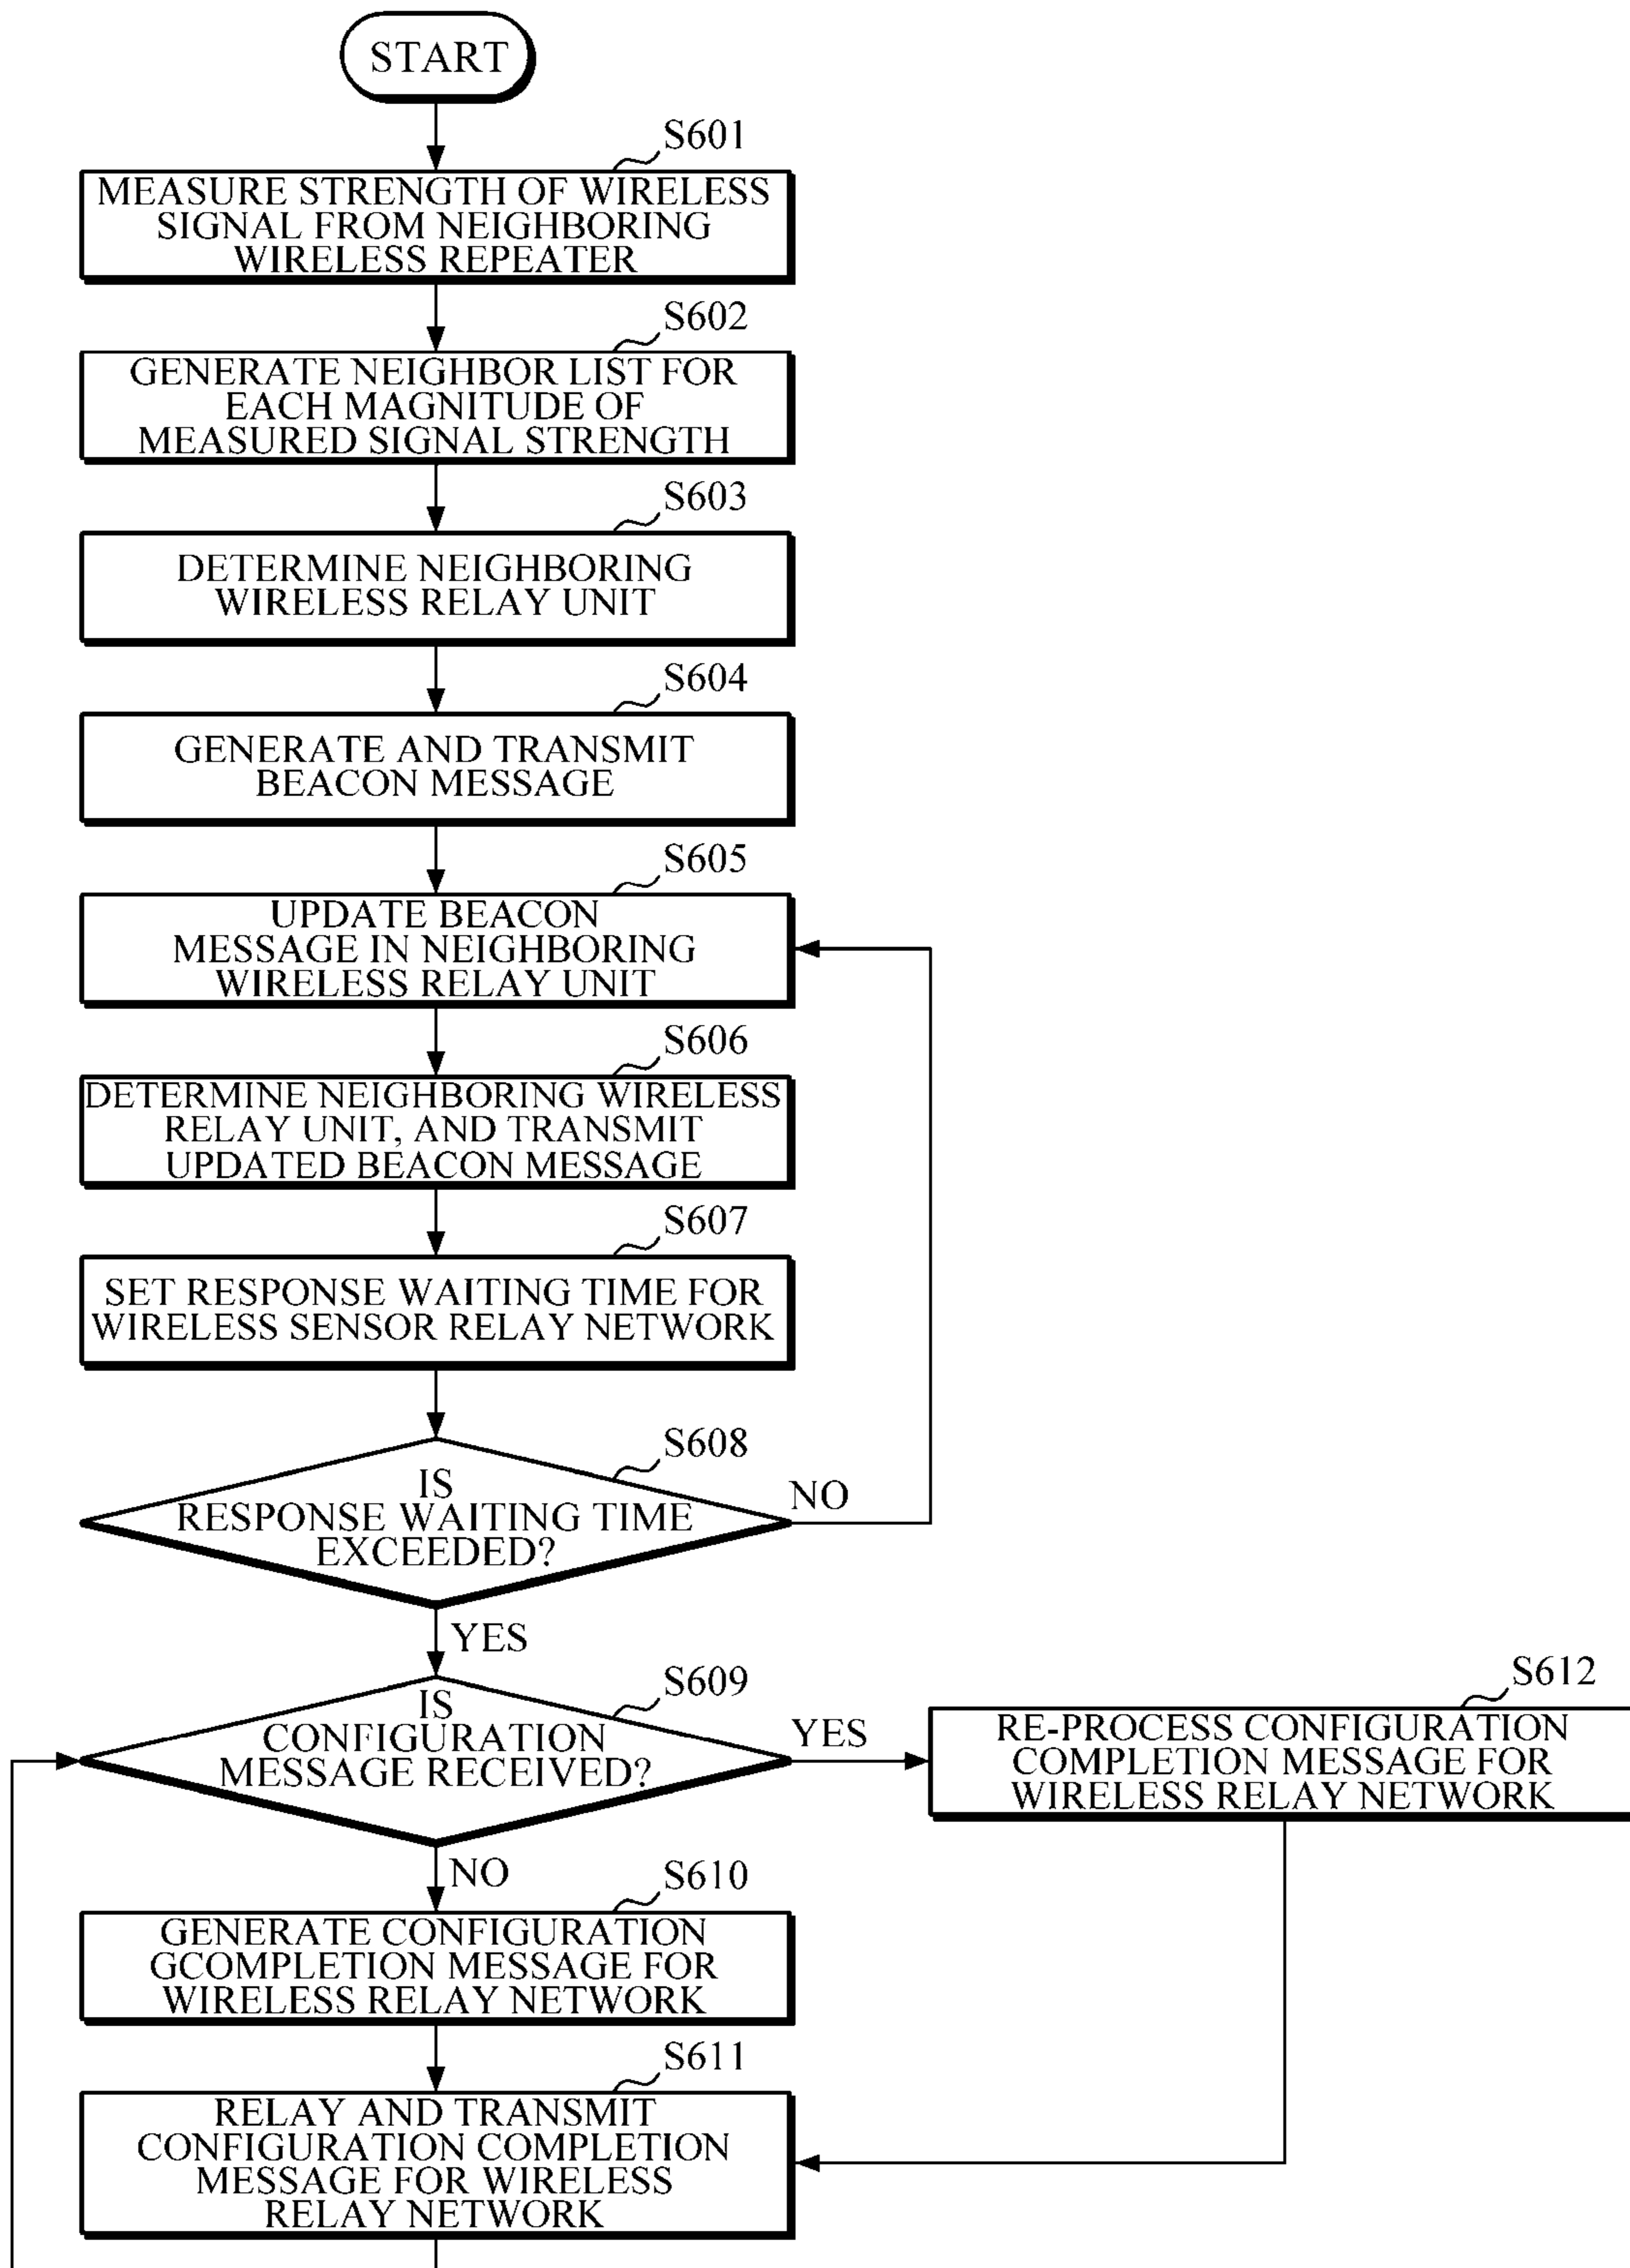 START
S601
MEASURE STRENGTH OF WIRELESS
SIGNAL FROM NEIGHBORING
WIRELESS REPEATER
S602
GENERATE NEIGHBOR LIST FOR
EACH MAGNITUDE OF
MEASURED SIGNAL STRENGTH
S603
DETERMINE NEIGHBORING
WIRELESS RELAY UNIT
S604
GENERATE AND TRANSMIT
BEACON MESSAGE
S605
UPDATE BEACON
MESSAGE IN NEIGHBORING
WIRELESS RELAY UNIT
S606
DETERMINE NEIGHBORING WIRELESS
RELAY UNIT, AND TRANSMIT
UPDATED BEACON MESSAGE
S607
SET RESPONSE WAITING TIME FOR
WIRELESS SENSOR RELAY NETWORK
S608
IS
RESPONSE WAITING TIME
EXCEEDED?
NO
YES
S609
IS
CONFIGURATION
MESSAGE RECEIVED?
YES
S612
RE-PROCESS CONFIGURATION
COMPLETION MESSAGE FOR
WIRELESS RELAY NETWORK
NO
S610
GENERATE CONFIGURATION
GCOMPLETION MESSAGE FOR
WIRELESS RELAY NETWORK
S611
RELAY AND TRANSMIT
CONFIGURATION COMPLETION
MESSAGE FOR WIRELESS
RELAY NETWORK